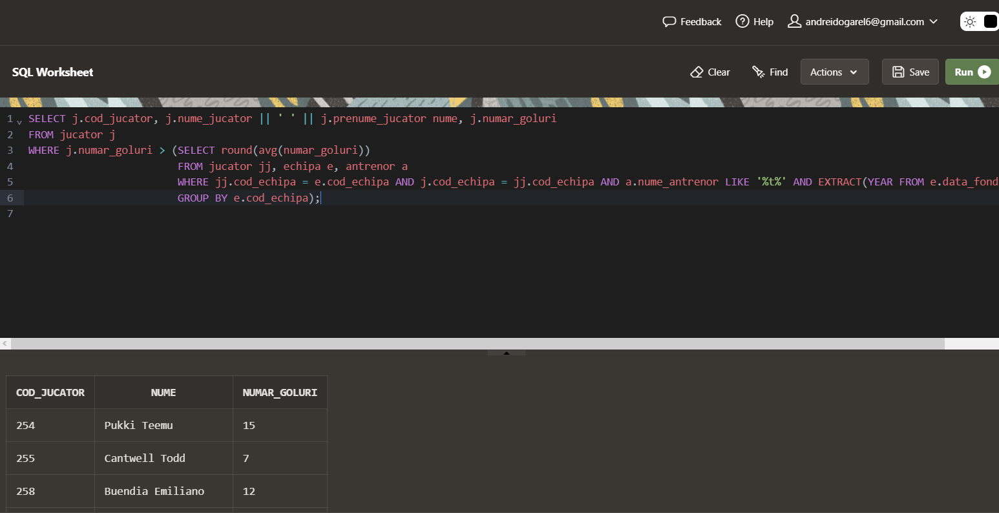 Feedback Help andreidogarel6@gmail.com
SQL Worksheet Clear Find Actions Save Run
1 SELECT j.cod_jucator, j.nume_jucator || ' ' || j.prenume_jucator nume, j.numar_goluri
2 FROM jucator j
3 WHERE j.numar_goluri > (SELECT round(avg(numar_goluri))
4 FROM jucator jj, echipa e, antrenor a
5 WHERE jj.cod_echipa = e.cod_echipa AND j.cod_echipa = jj.cod_echipa AND a.nume_antrenor LIKE '%t%' AND EXTRACT(YEAR FROM e.data_fond
6 GROUP BY e.cod_echipa);
7
COD_JUCATOR NUME NUMAR_GOLURI
254 Pukki Teemu 15
255 Cantwell Todd 7
258 Buendia Emiliano 12